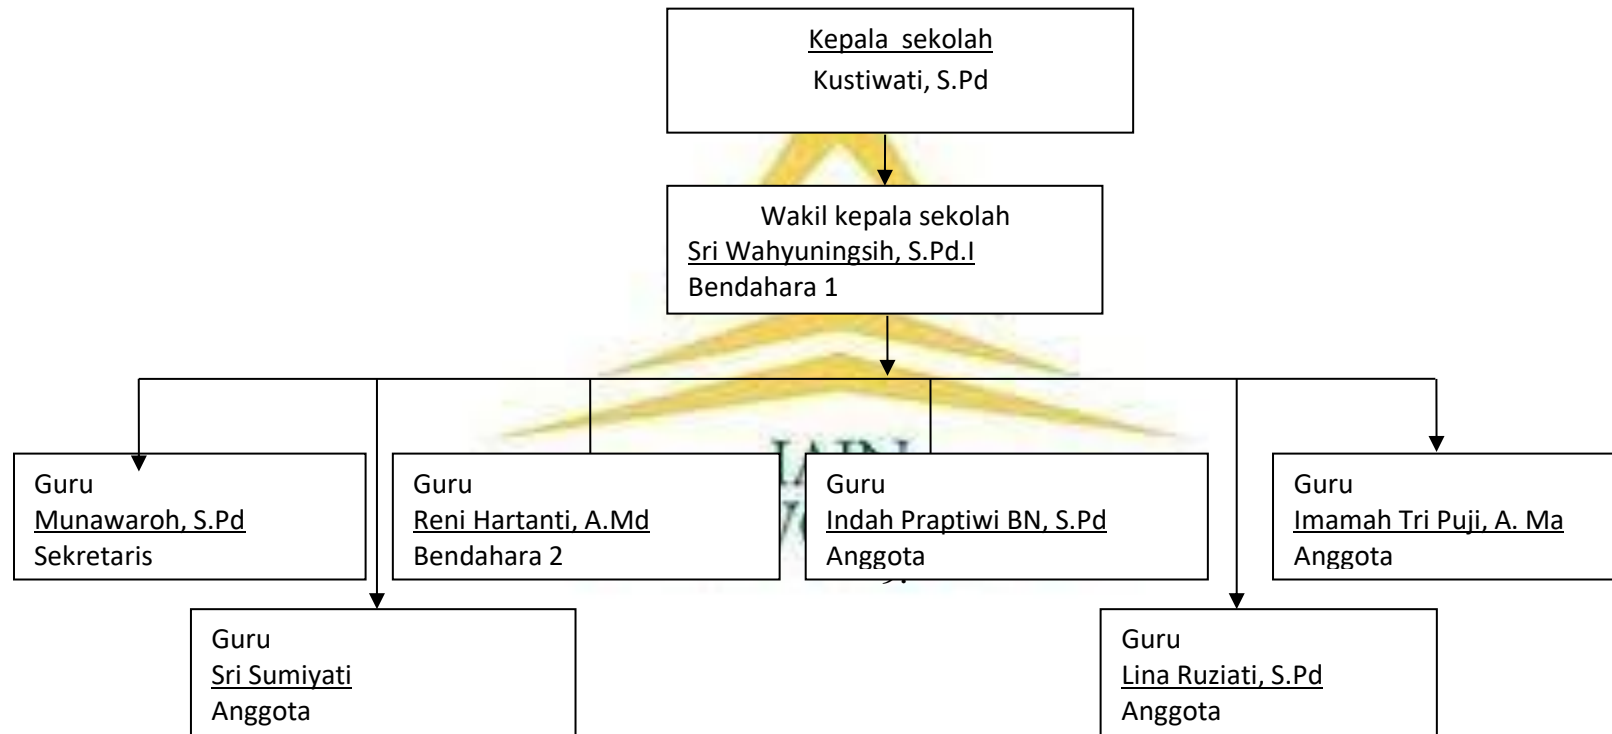 Kepala sekolah
Kustiwati, S.Pd
Wakil kepala sekolah
Sri Wahyuningsih, S.Pd.I
Bendahara 1
IAIN
Guru
Munawaroh, S.Pd
Sekretaris
Guru
Reni Hartanti, A.Md
Bendahara 2
Guru
Indah Praptiwi BN, S.Pd
Anggota
Guru
Imamah Tri Puji, A. Ma
Anggota
Guru
Sri Sumiyati
Anggota
Guru
Lina Ruziati, S.Pd
Anggota